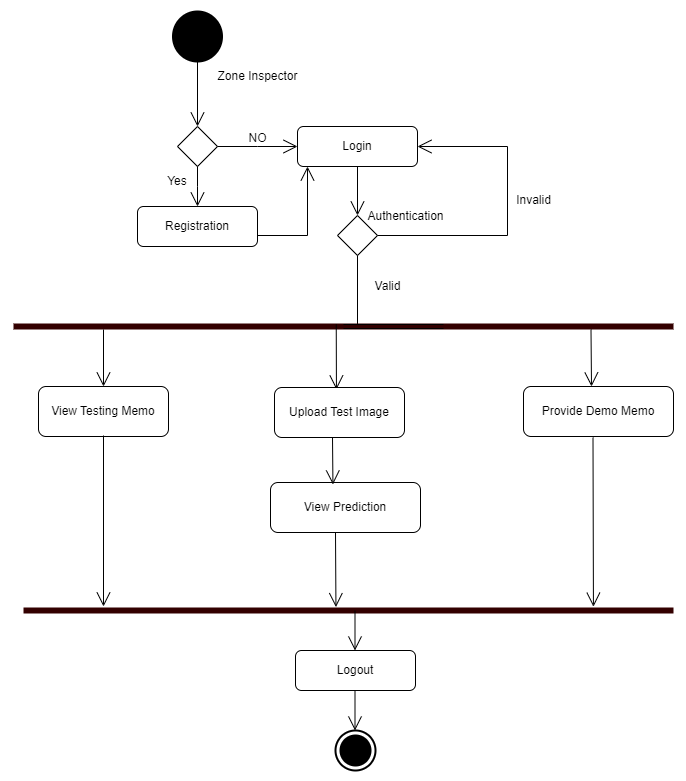 Zone Inspector
NO
Login
Yes
Invalid
Authentication
Registration
Valid
View Testing Memo
Upload Test Image
Provide Demo Memo
View Prediction
Logout